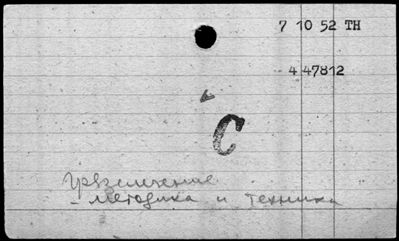 7 10 52 TH
4 47812
C
Увеличение
- методика и техника